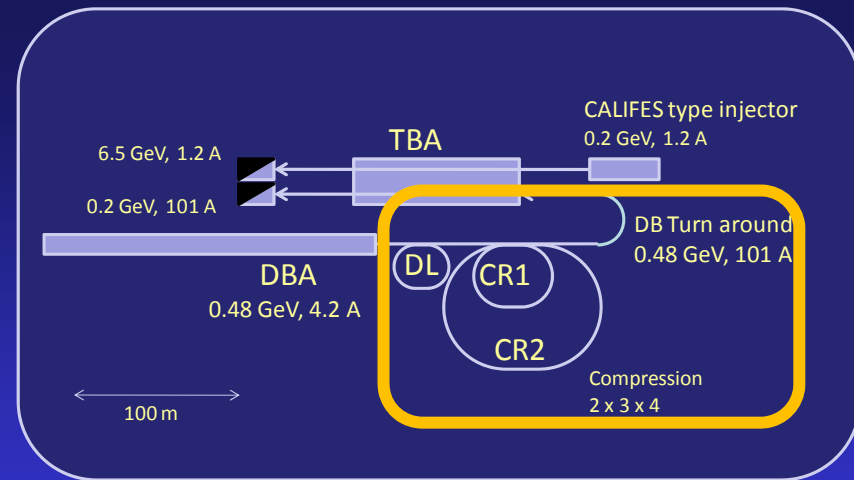 CALIFES type injector
0.2 GeV, 1.2 A
TBA
6.5 GeV, 1.2 A
0.2 GeV, 101 A
DB Turn around
0.48 GeV, 101 A
DL
CR1
DBA
0.48 GeV, 4.2 A
CR2
Compression
2 x 3 x 4
100 m